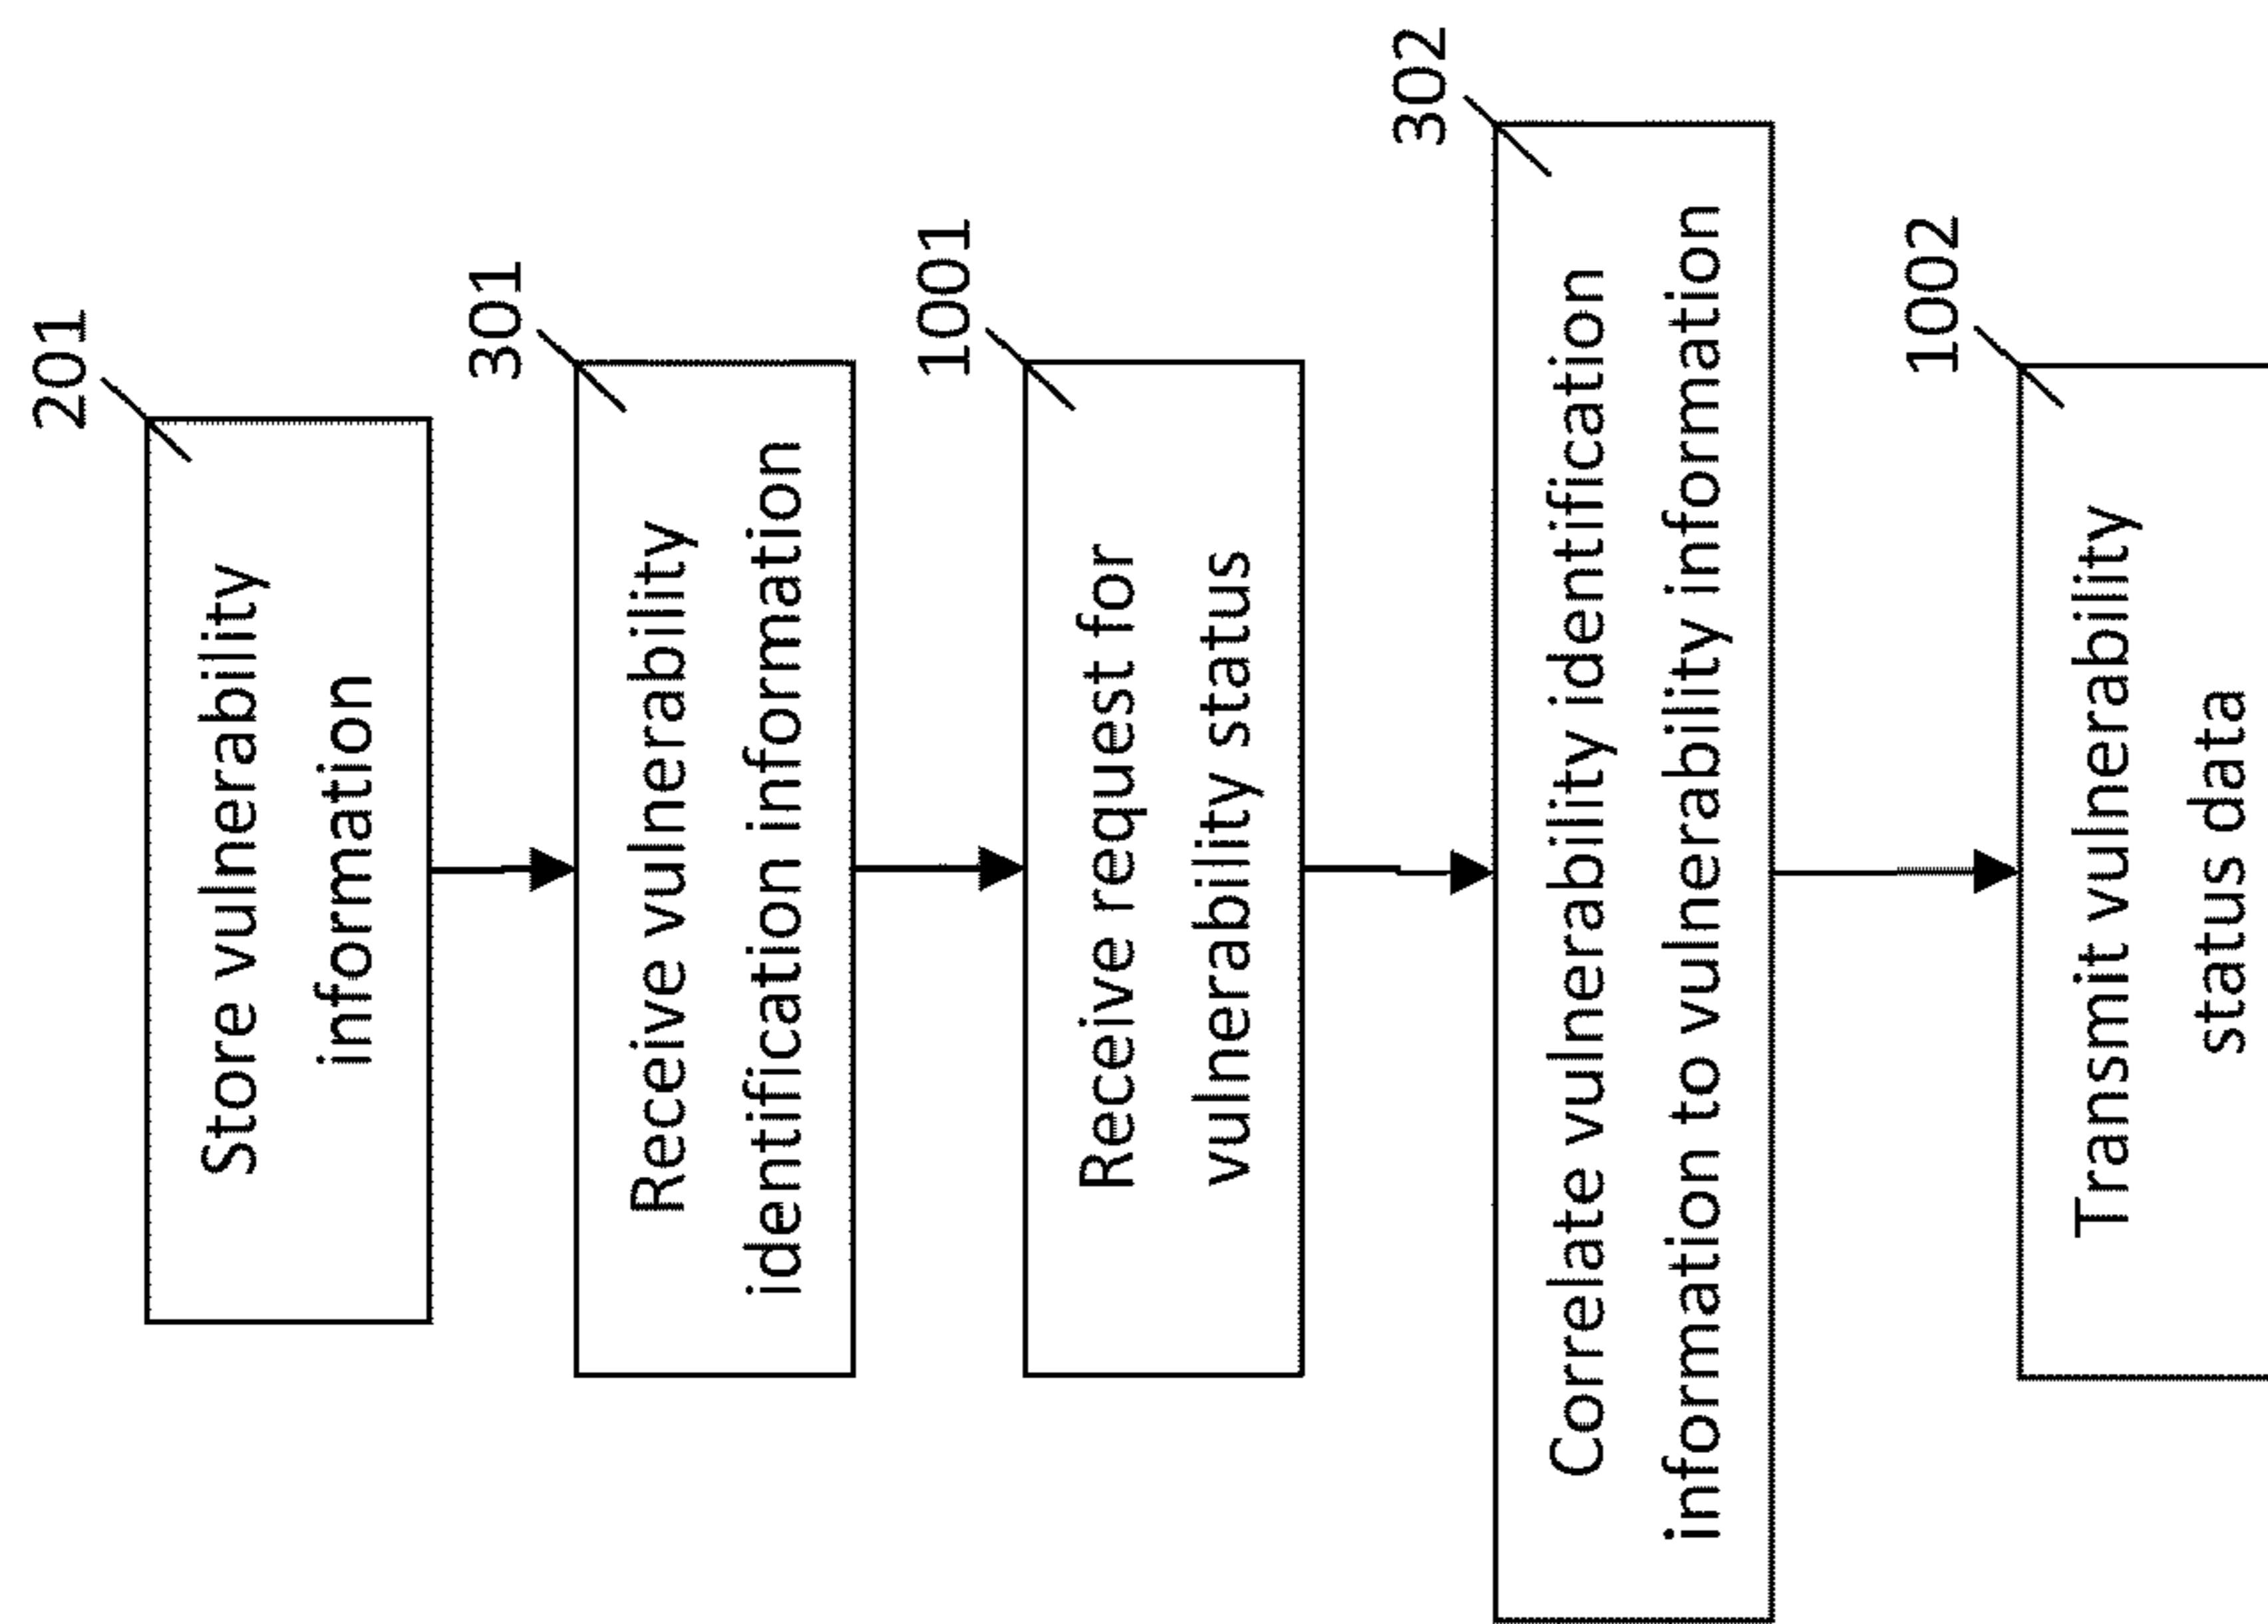 201
Store vulnerability
information
301
Receive vulnerability
identification information
1001
Receive request for
vulnerability status
302
Correlate vulnerability identification
information to vulnerability information
1002
Transmit vulnerability
status data